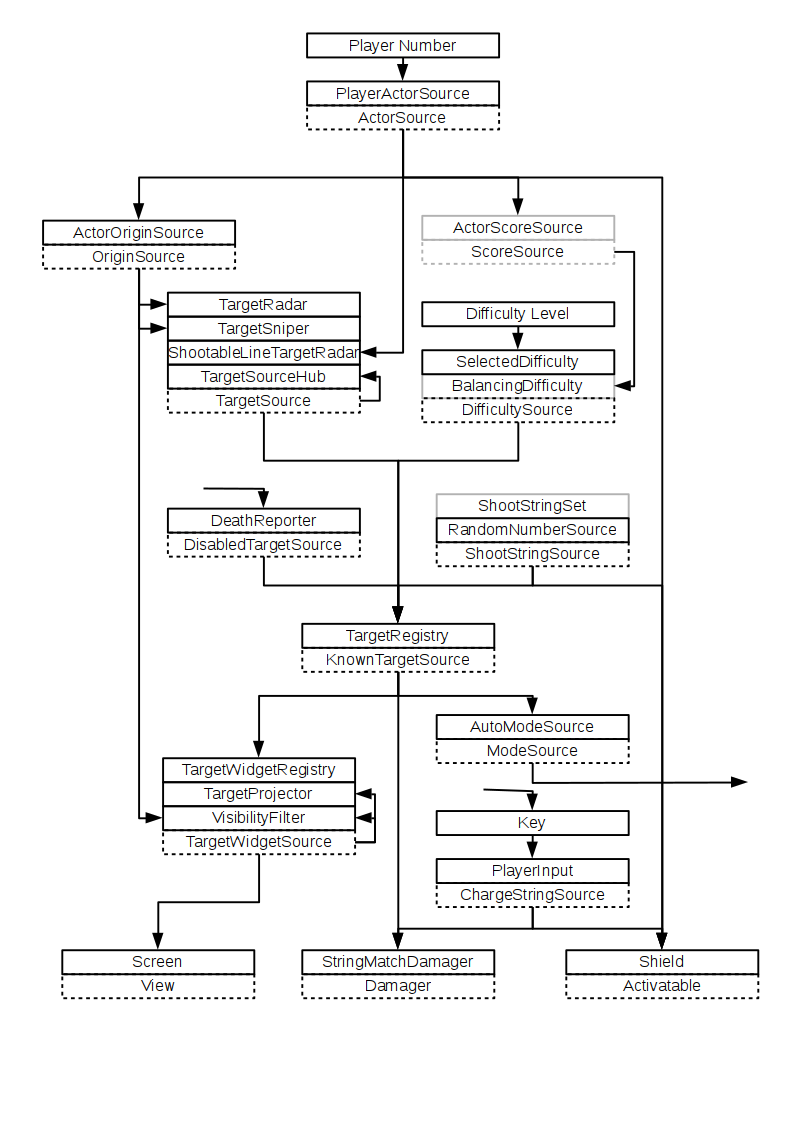 Player Number
PlayerActorSource
ActorSource
ActorOriginSource
OriginSource
ActorScoreSource
ScoreSource
TargetRadar
TargetSniper
ShootableLineTargetRadar
TargetSourceHub
TargetSource
Difficulty Level
SelectedDifficulty
BalancingDifficulty
DifficultySource
DeathReporter
DisabledTargetSource
ShootStringSet
RandomNumberSource
ShootStringSource
TargetRegistry
KnownTargetSource
AutoModeSource
ModeSource
TargetWidgetRegistry
TargetProjector
VisibilityFilter
TargetWidgetSource
Key
PlayerInput
ChargeStringSource
Screen
View
StringMatchDamager
Damager
Shield
Activatable